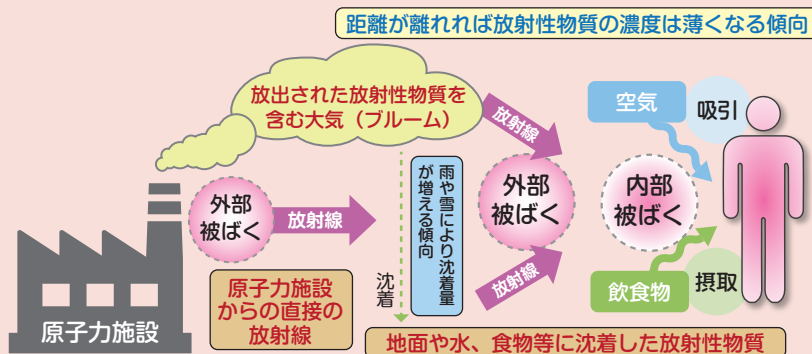 距離が離れれば放射性物質の濃度は薄くなる傾向
放出された放射性物質を
含む大気（ブルーム）
放射線
空気
吸引
外部
被ばく
放射線
雨や雪により沈着量
が増える傾向
沈着
外部
被ばく
放射線
内部
被ばく
飲食物
摂取
原子力施設
原子力施設
からの直接の
放射線
地面や水、食物等に沈着した放射性物質